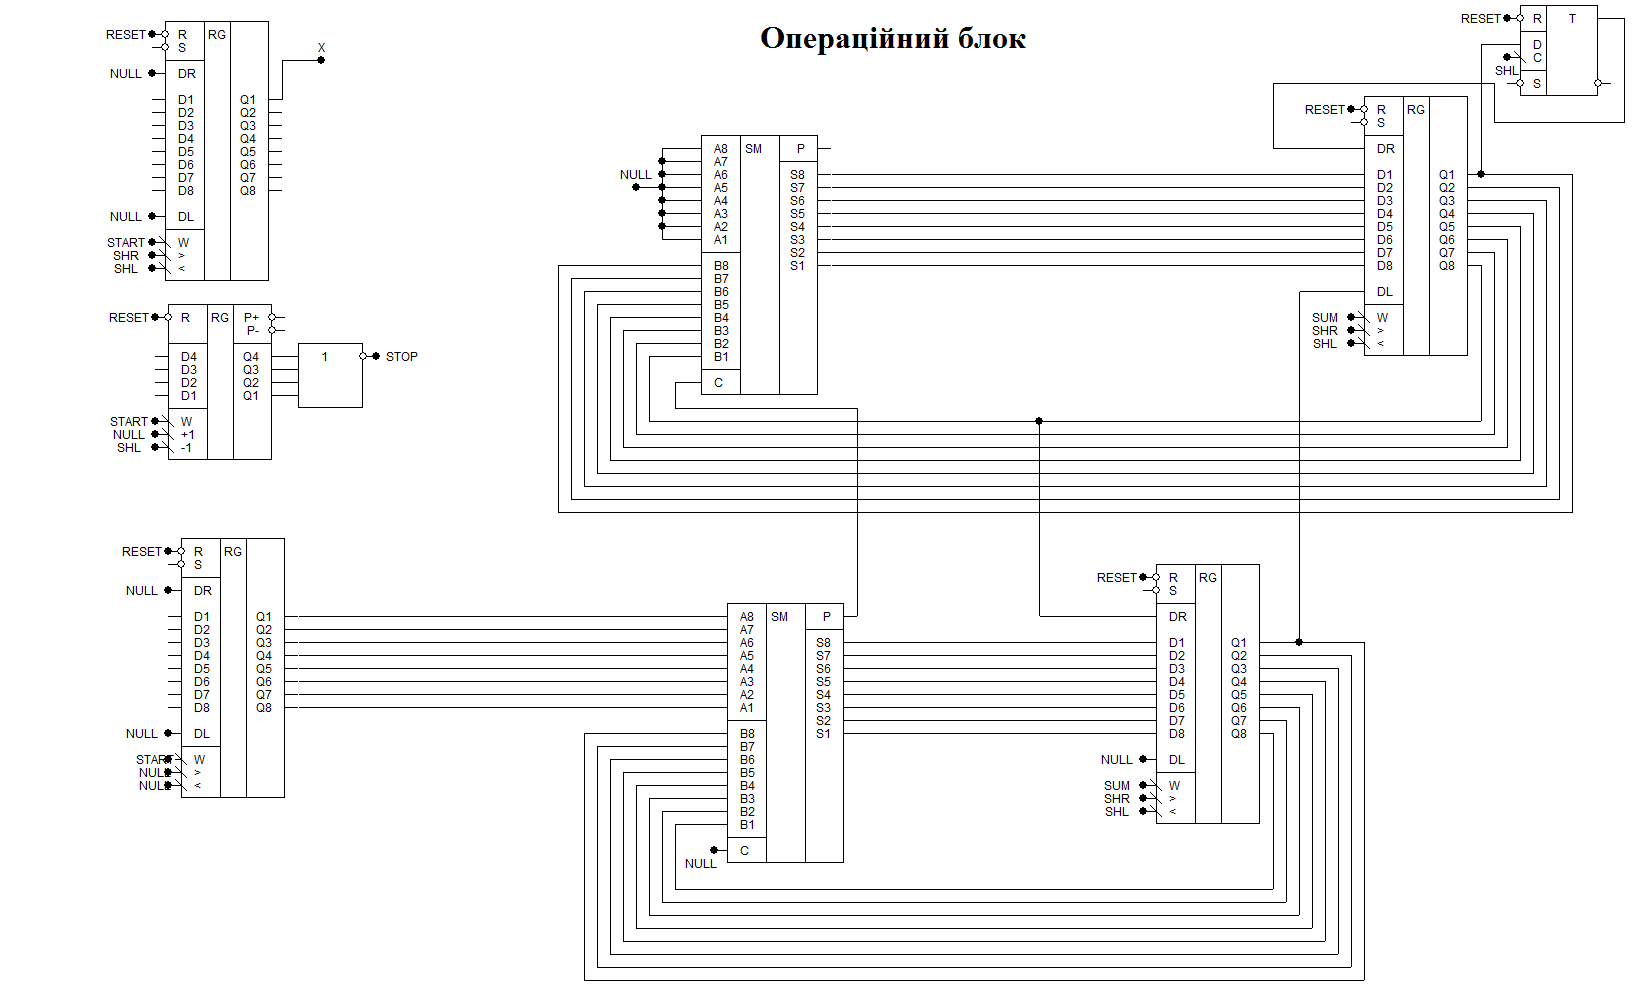 Операційний блок
RESET R RG
S
NULL DR
X
D1 Q1
D2 Q2
D3 Q3
D4 Q4
D5 Q5
D6 Q6
D7 Q7
D8 Q8
NULL DL
START W
SHR >
SHL <
RESET R RG P+
P-
D4 Q4
D3 Q3
D2 Q2
D1 Q1
1 STOP
START W
NULL +1
SHL -1
RESET R RG
S
NULL DR
D1 Q1
D2 Q2
D3 Q3
D4 Q4
D5 Q5
D6 Q6
D7 Q7
D8 Q8
NULL DL
START W
NULL >
NULL <
A8 SM P
A7
NULL A6 S8
A5 S7
A4 S6
A3 S5
A2 S4
A1 S3
S2
B8 S1
B7
B6
B5
B4
B3
B2
B1
C
RESET R T
D
C
SHL
S
RESET R RG
S
DR
D1 Q1
D2 Q2
D3 Q3
D4 Q4
D5 Q5
D6 Q6
D7 Q7
D8 Q8
DL
SUM W
SHR >
SHL <
A8 SM P
A7
A6 S8
A5 S7
A4 S6
A3 S5
A2 S4
A1 S3
S2
B8 S1
B7
B6
B5
B4
B3
B2
B1
C
NULL
RESET R RG
S
DR
D1 Q1
D2 Q2
D3 Q3
D4 Q4
D5 Q5
D6 Q6
D7 Q7
D8 Q8
NULL DL
SUM W
SHR >
SHL <